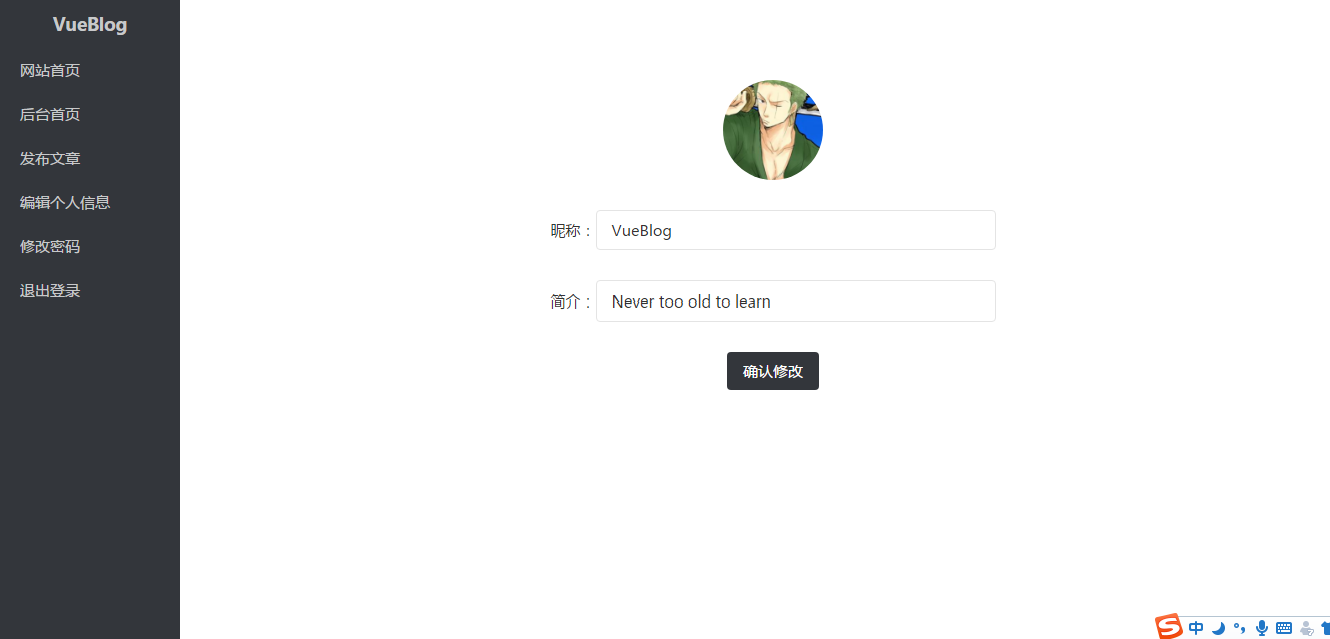 VueBlog
网站首页
后台首页
发布文章
编辑个人信息
修改密码
退出登录
昵称：
VueBlog
简介：
Never too old to learn
确认修改
中